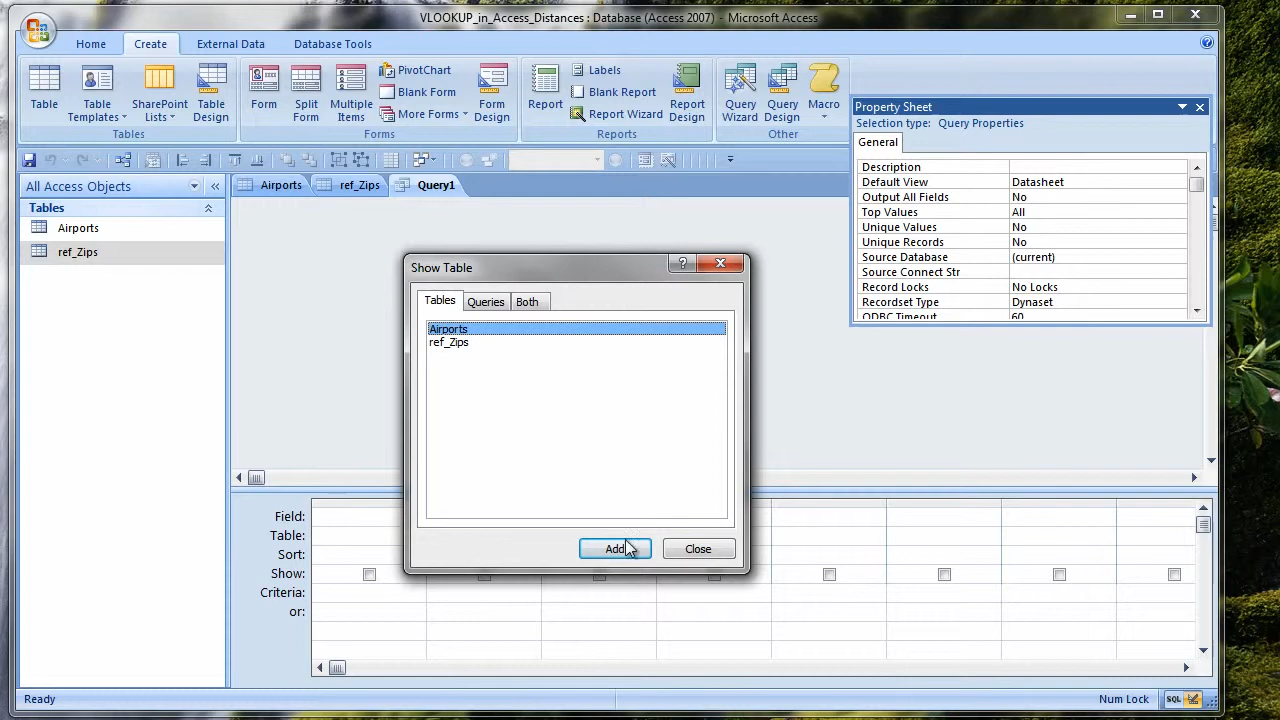 VLOOKUP_in_Access_Distances : Database (Access 2007) - Microsoft Access
Home Create External Data Database Tools
Table
Table Templates
SharePoint Lists
Table Design
Tables
Form
Split Form
Multiple Items
PivotChart
Blank Form
More Forms
Form Design
Forms
Report
Labels
Blank Report
Report Wizard
Report Design
Reports
Query Wizard
Query Design
Macro
Other
Property Sheet
Selection type: Query Properties
General
Description
Default View Datasheet
Output All Fields No
Top Values All
Unique Values No
Unique Records No
Source Database (current)
Source Connect Str
Record Locks No Locks
Recordset Type Dynaset
ODBC Timeout 60
All Access Objects
Tables
Airports
ref_Zips
Airports ref_Zips Query1
Show Table
?
Tables Queries Both
Airports
ref_Zips
Add Close
Field:
Table:
Sort:
Show:
Criteria:
or:
Ready
Num Lock
SQL